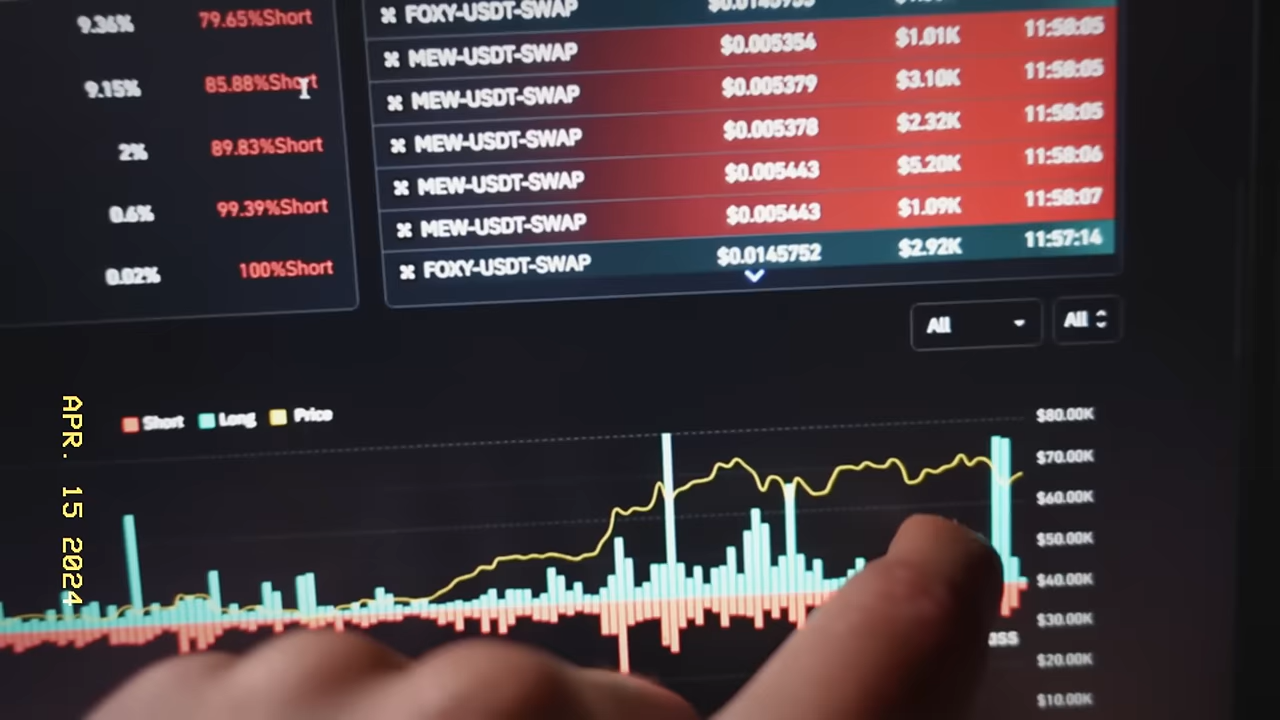 9.36% 79.65%Short
9.15% 85.88%Short
2% 89.83%Short
0.6% 99.39%Short
0.02% 100%Short
FOXY-USDT-SWAP
MEW-USDT-SWAP $0.005354 $1.01K 11:58:05
MEW-USDT-SWAP $0.005379 $3.10K 11:58:05
MEW-USDT-SWAP $0.005378 $2.32K 11:58:05
MEW-USDT-SWAP $0.005443 $5.20K 11:58:06
MEW-USDT-SWAP $0.005443 $1.09K 11:58:07
FOXY-USDT-SWAP $0.0145752 $2.92K 11:57:14
All All
Short Long Price
$80.00K
$70.00K
$60.00K
$50.00K
$40.00K
$30.00K
$20.00K
$10.00K
APR. 15 2024